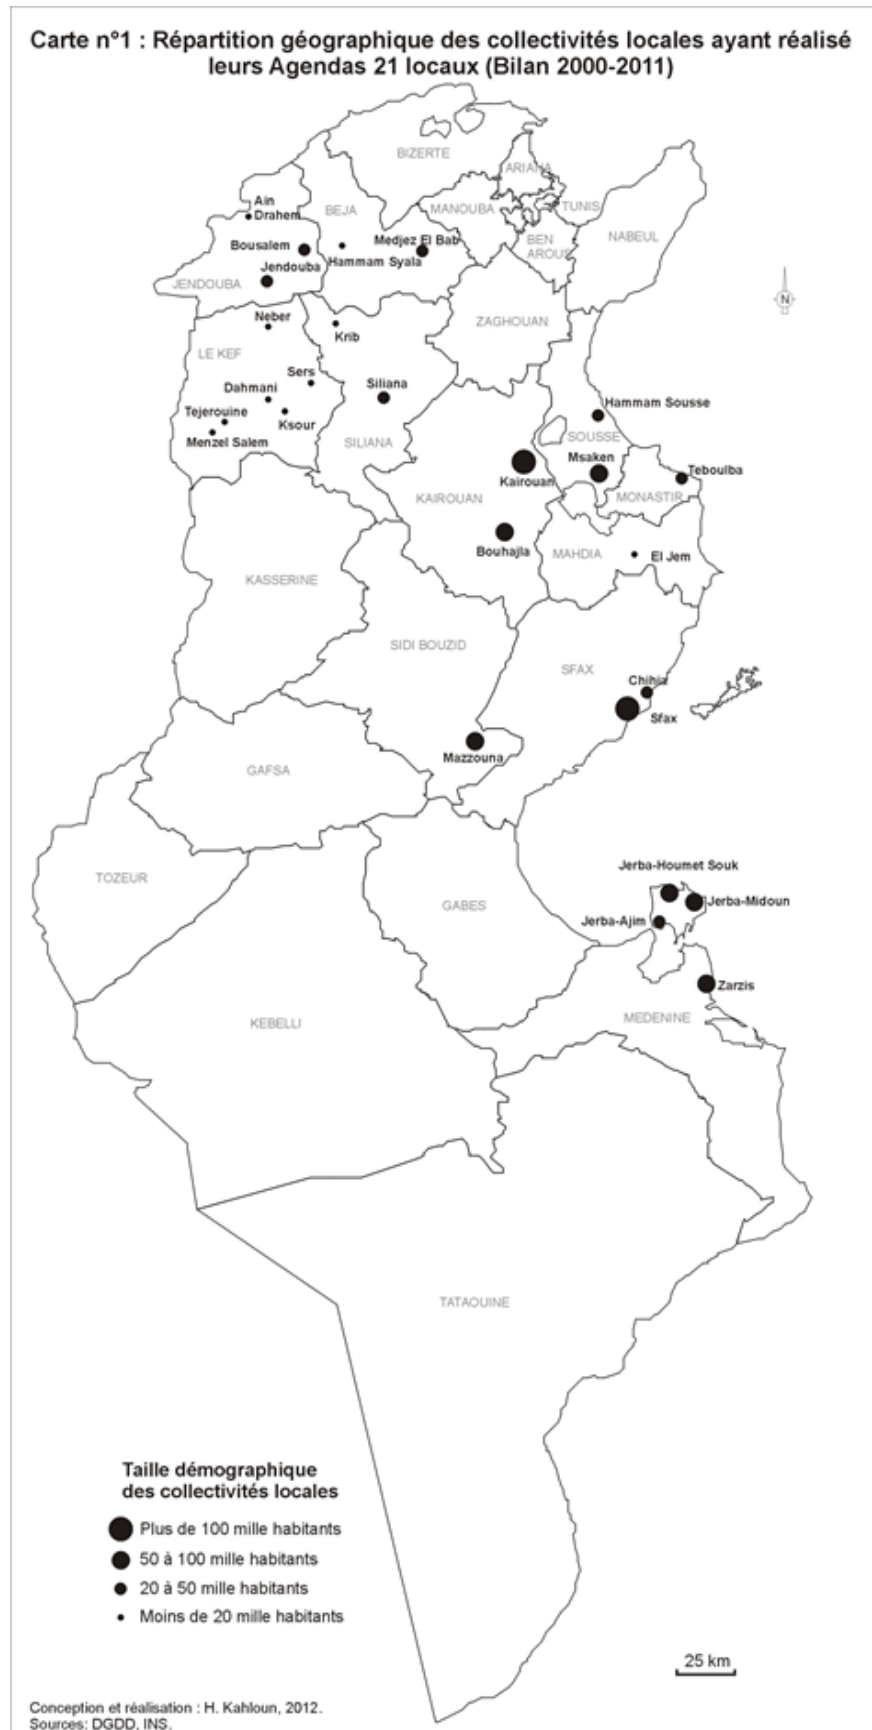 Carte n°1 : Répartition géographique des collectivités locales ayant réalisé
leurs Agendas 21 locaux (Bilan 2000-2011)
BIZERTE
ARIANA
Ain
Drahem
BEJA
MANOUBA
TUNIS
Bousalem
Medjez El Bab
BEN
AROUS
NABEUL
Hammam Syala
Jendouba
JENDOUBA
N
Neber
Krib
ZAGHOUAN
LE KEF
Sers
Dahmani
Siliana
Tejerouine
Ksour
Menzel Salem
SILIANA
Hammam Sousse
SOUSSE
Msaken
Kairouan
Teboulba
KAIROUAN
MONASTIR
Bouhajla
MAHDIA
El Jem
KASSERINE
SIDI BOUZID
SFAX
Chihia
Sfax
Mazzouna
GAFSA
TOZEUR
GABES
Jerba-Houmet Souk
Jerba-Midoun
Jerba-Ajim
Zarzis
KEBELLI
MEDENINE
TATAOUINE
Taille démographique
des collectivités locales
Plus de 100 mille habitants
50 à 100 mille habitants
20 à 50 mille habitants
Moins de 20 mille habitants
25 km
Conception et réalisation : H. Kahloun, 2012.
Sources: DGDD, INS.